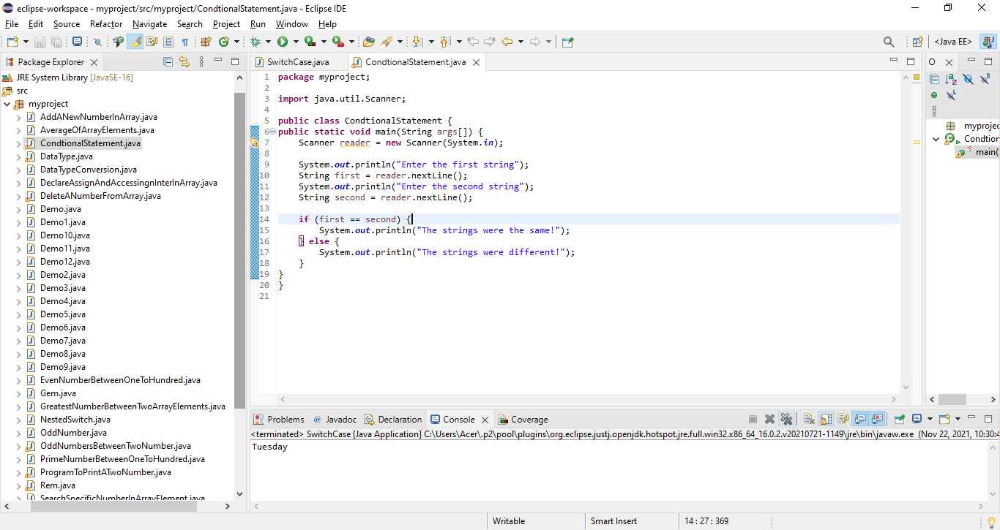 eclipse-workspace - myproject/src/myproject/CondtionalStatement.java - Eclipse IDE
File Edit Source Refactor Navigate Search Project Run Window Help
<Java EE>
Package Explorer
JRE System Library [JavaSE-16]
src
myproject
AddANewNumberInArray.java
AverageOfArrayElements.java
CondtionalStatement.java
DataType.java
DataTypeConversion.java
DeclareAssignAndAccessingnInterInArray.java
DeleteANumberFromArray.java
Demo.java
Demo1.java
Demo10.java
Demo11.java
Demo12.java
Demo2.java
Demo3.java
Demo4.java
Demo5.java
Demo6.java
Demo7.java
Demo8.java
Demo9.java
EvenNumberBetweenOneToHundred.java
Gem.java
GreatestNumberBetweenTwoArrayElements.java
NestedSwitch.java
OddNumber.java
OddNumbersBetweenTwoNumber.java
PrimeNumberBetweenOneToHundred.java
ProgramToPrintATwoNumber.java
Rem.java
SearchSpecificNumberInArrayElement.java
SwitchCase.java CondtionalStatement.java
1 package myproject;
2
3 import java.util.Scanner;
4
5 public class CondtionalStatement {
6 public static void main(String args[]) {
7 Scanner reader = new Scanner(System.in);
8
9 System.out.println("Enter the first string");
10 String first = reader.nextLine();
11 System.out.println("Enter the second string");
12 String second = reader.nextLine();
13
14 if (first == second) {
15 System.out.println("The strings were the same!");
16 } else {
17 System.out.println("The strings were different!");
18 }
19 }
20 }
21
O
myprojec
Condtior
main(
Problems @ Javadoc Declaration Console Coverage
<terminated> SwitchCase [Java Application] C:\Users\Acer\.p2\pool\plugins\org.eclipse.justj.openjdk.hotspot.jre.full.win32.x86_64_16.0.2.v20210721-1149\jre\bin\javaw.exe (Nov 22, 2021, 10:30:4
Tuesday
Writable Smart Insert 14 : 27 : 369